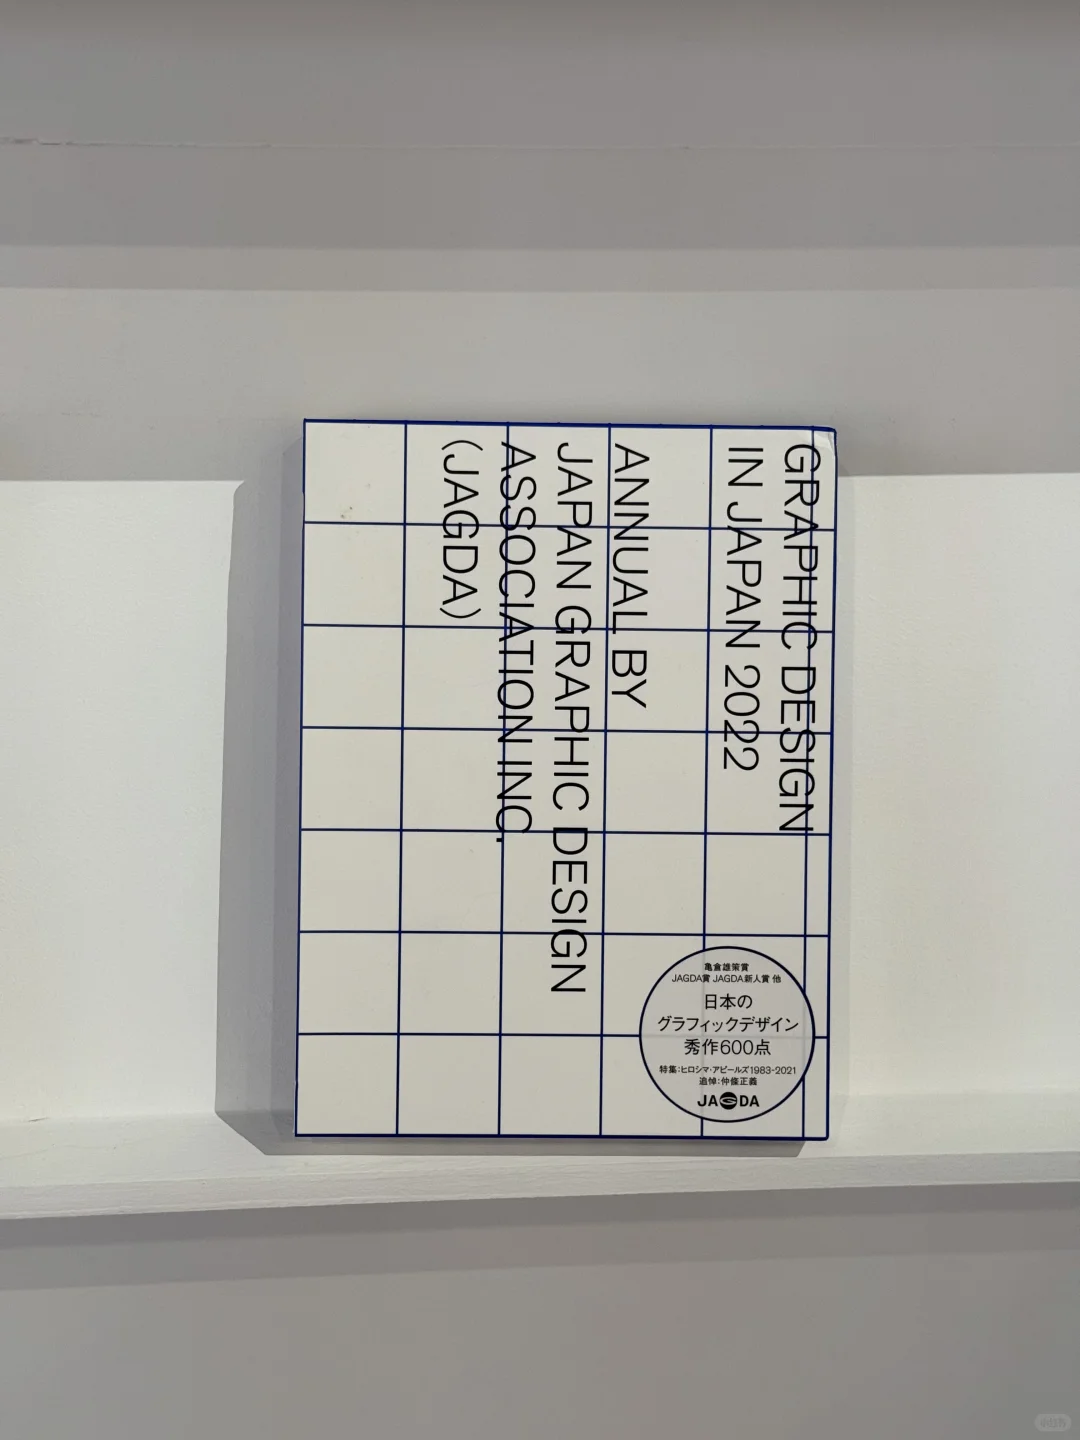 GRAPHIC DESIGN
IN JAPAN 2022
ANNUAL BY
JAPAN GRAPHIC DESIGN
ASSOCIATION INC.
(JAGDA)
亀倉雄策賞
JAGDA賞 JAGDA新人賞 他
日本の
グラフィックデザイン
秀作600点
特集:ヒロシマ・アピールズ1983-2021
追悼:仲條正義
JAGDA